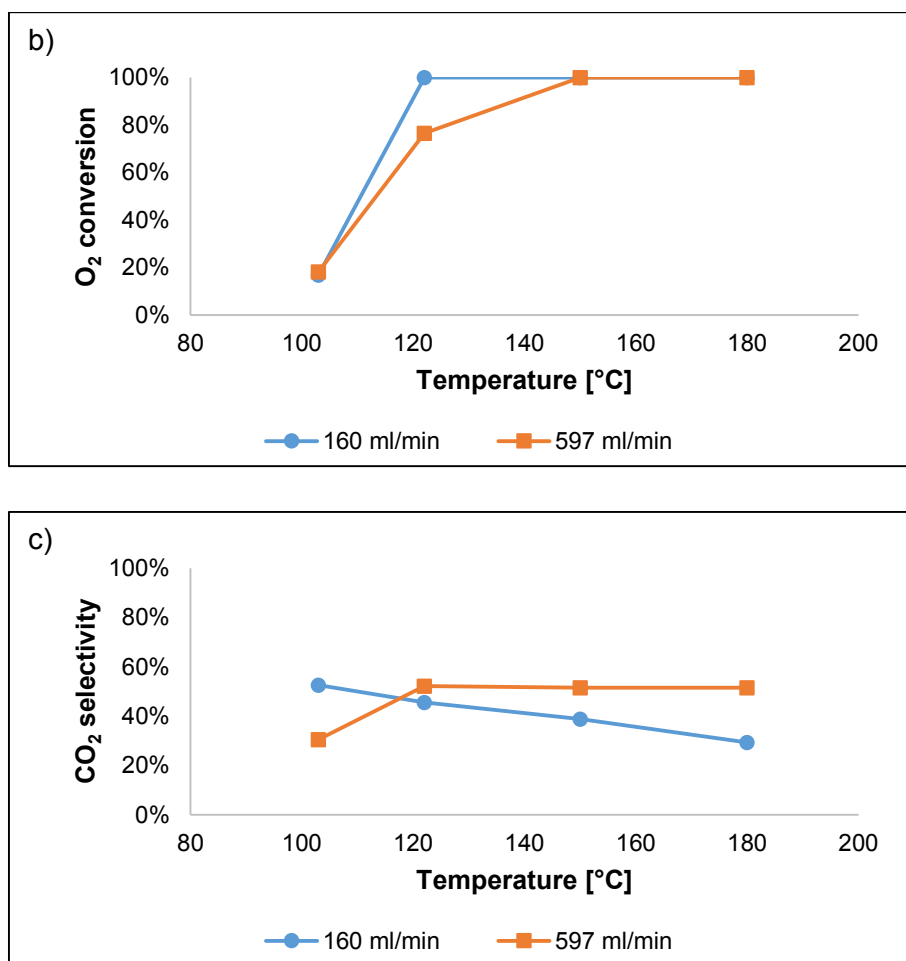 b)
100%
80%
60%
40%
20%
0%
O₂ conversion
80 100 120 140 160 180 200
Temperature [°C]
160 ml/min 597 ml/min
c)
100%
80%
60%
40%
20%
0%
CO₂ selectivity
80 100 120 140 160 180 200
Temperature [°C]
160 ml/min 597 ml/min